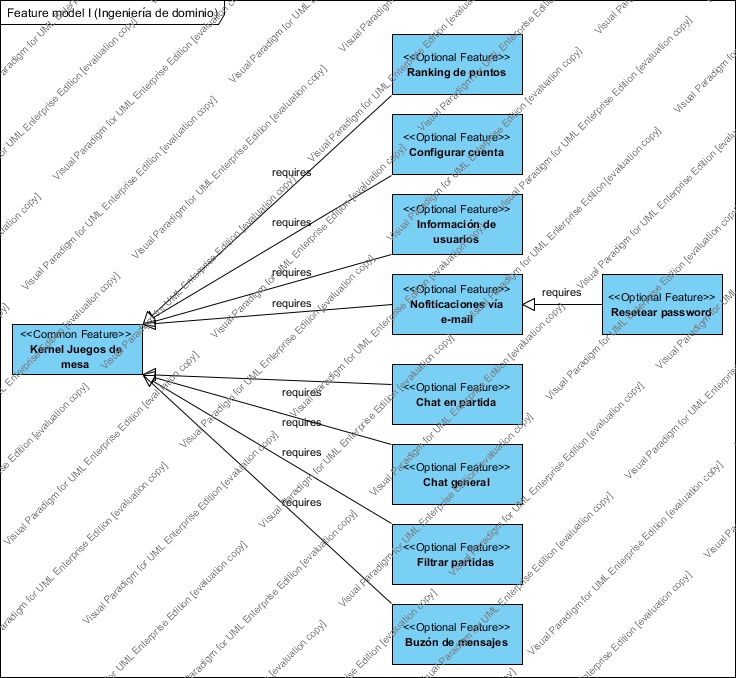 Feature model I (Ingeniería de dominio)
<<Optional Feature>>
Ranking de puntos
<<Optional Feature>>
Configurar cuenta
<<Optional Feature>>
Información de
usuarios
<<Optional Feature>>
Nofiticaciones vía
e-mail
requires
<<Optional Feature>>
Resetear password
<<Common Feature>>
Kernel Juegos de
mesa
requires
requires
requires
requires
requires
requires
requires
requires
<<Optional Feature>>
Chat en partida
<<Optional Feature>>
Chat general
<<Optional Feature>>
Filtrar partidas
<<Optional Feature>>
Buzón de mensajes
Visual Paradigm for UML Enterprise Edition [evaluation copy]